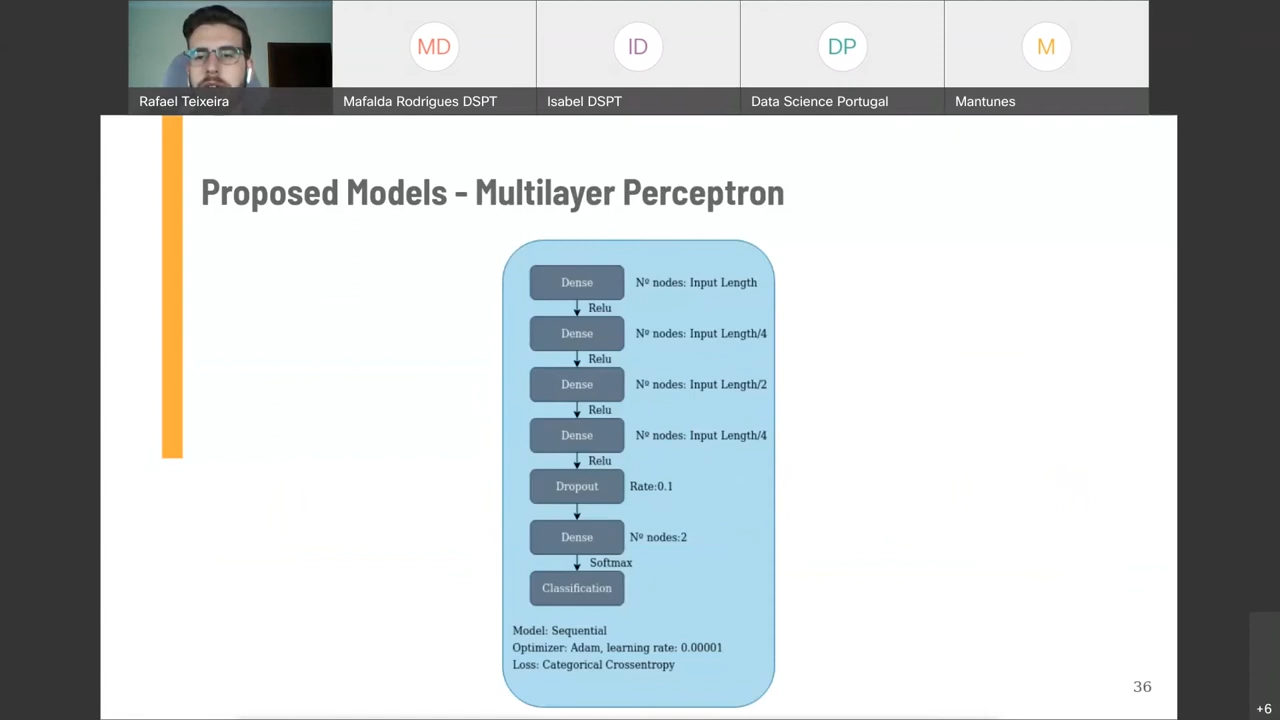 MD
ID
DP
M
Rafael Teixeira
Mafalda Rodrigues DSPT
Isabel DSPT
Data Science Portugal
Mantunes
Proposed Models - Multilayer Perceptron
Dense
Nº nodes: Input Length
Relu
Dense
Nº nodes: Input Length/4
Relu
Dense
Nº nodes: Input Length/2
Relu
Dense
Nº nodes: Input Length/4
Relu
Dropout
Rate:0.1
Dense
Nº nodes:2
Softmax
Classification
Model: Sequential
Optimizer: Adam, learning rate: 0.00001
Loss: Categorical Crossentropy
36
+6